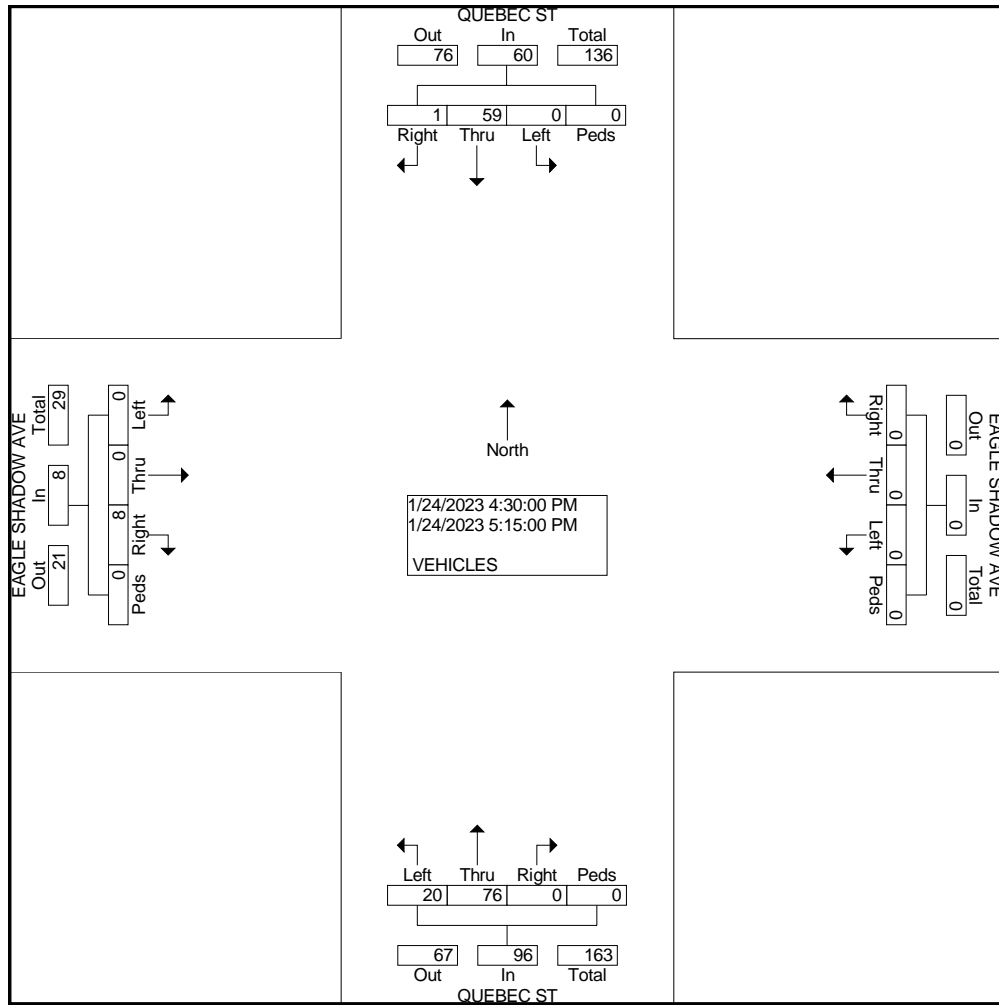 QUEBEC ST
Out In Total
76 60 136
1 59 0 0
Right Thru Left Peds
EAGLE SHADOW AVE
Total In Out
29 8 21
0 0 8 0
Left Thru Right Peds
North
1/24/2023 4:30:00 PM
1/24/2023 5:15:00 PM
VEHICLES
Right Thru Left Peds
0 0 0 0
Out In Total
0 0 0
EAGLE SHADOW AVE
Left Thru Right Peds
20 76 0 0
67 96 163
Out In Total
QUEBEC ST